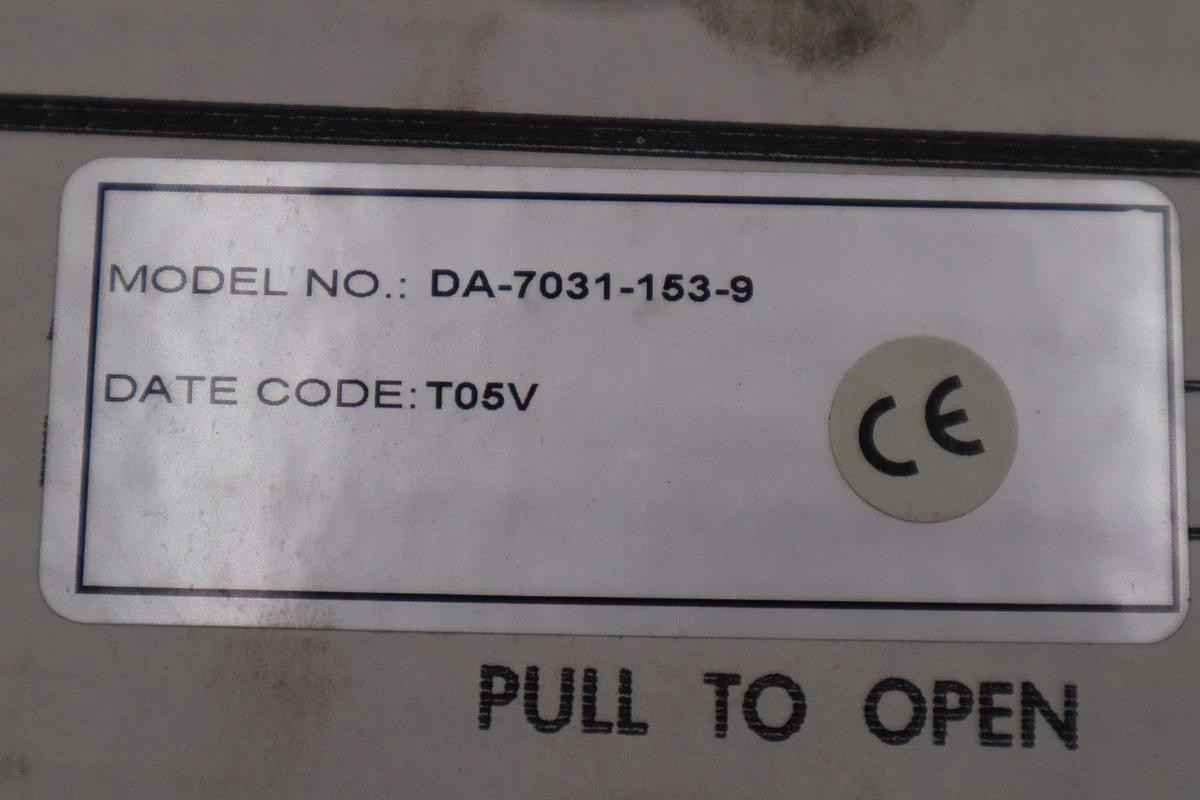 MODEL NO.: DA-7031-153-9
DATE CODE: T05V
CE
PULL TO OPEN